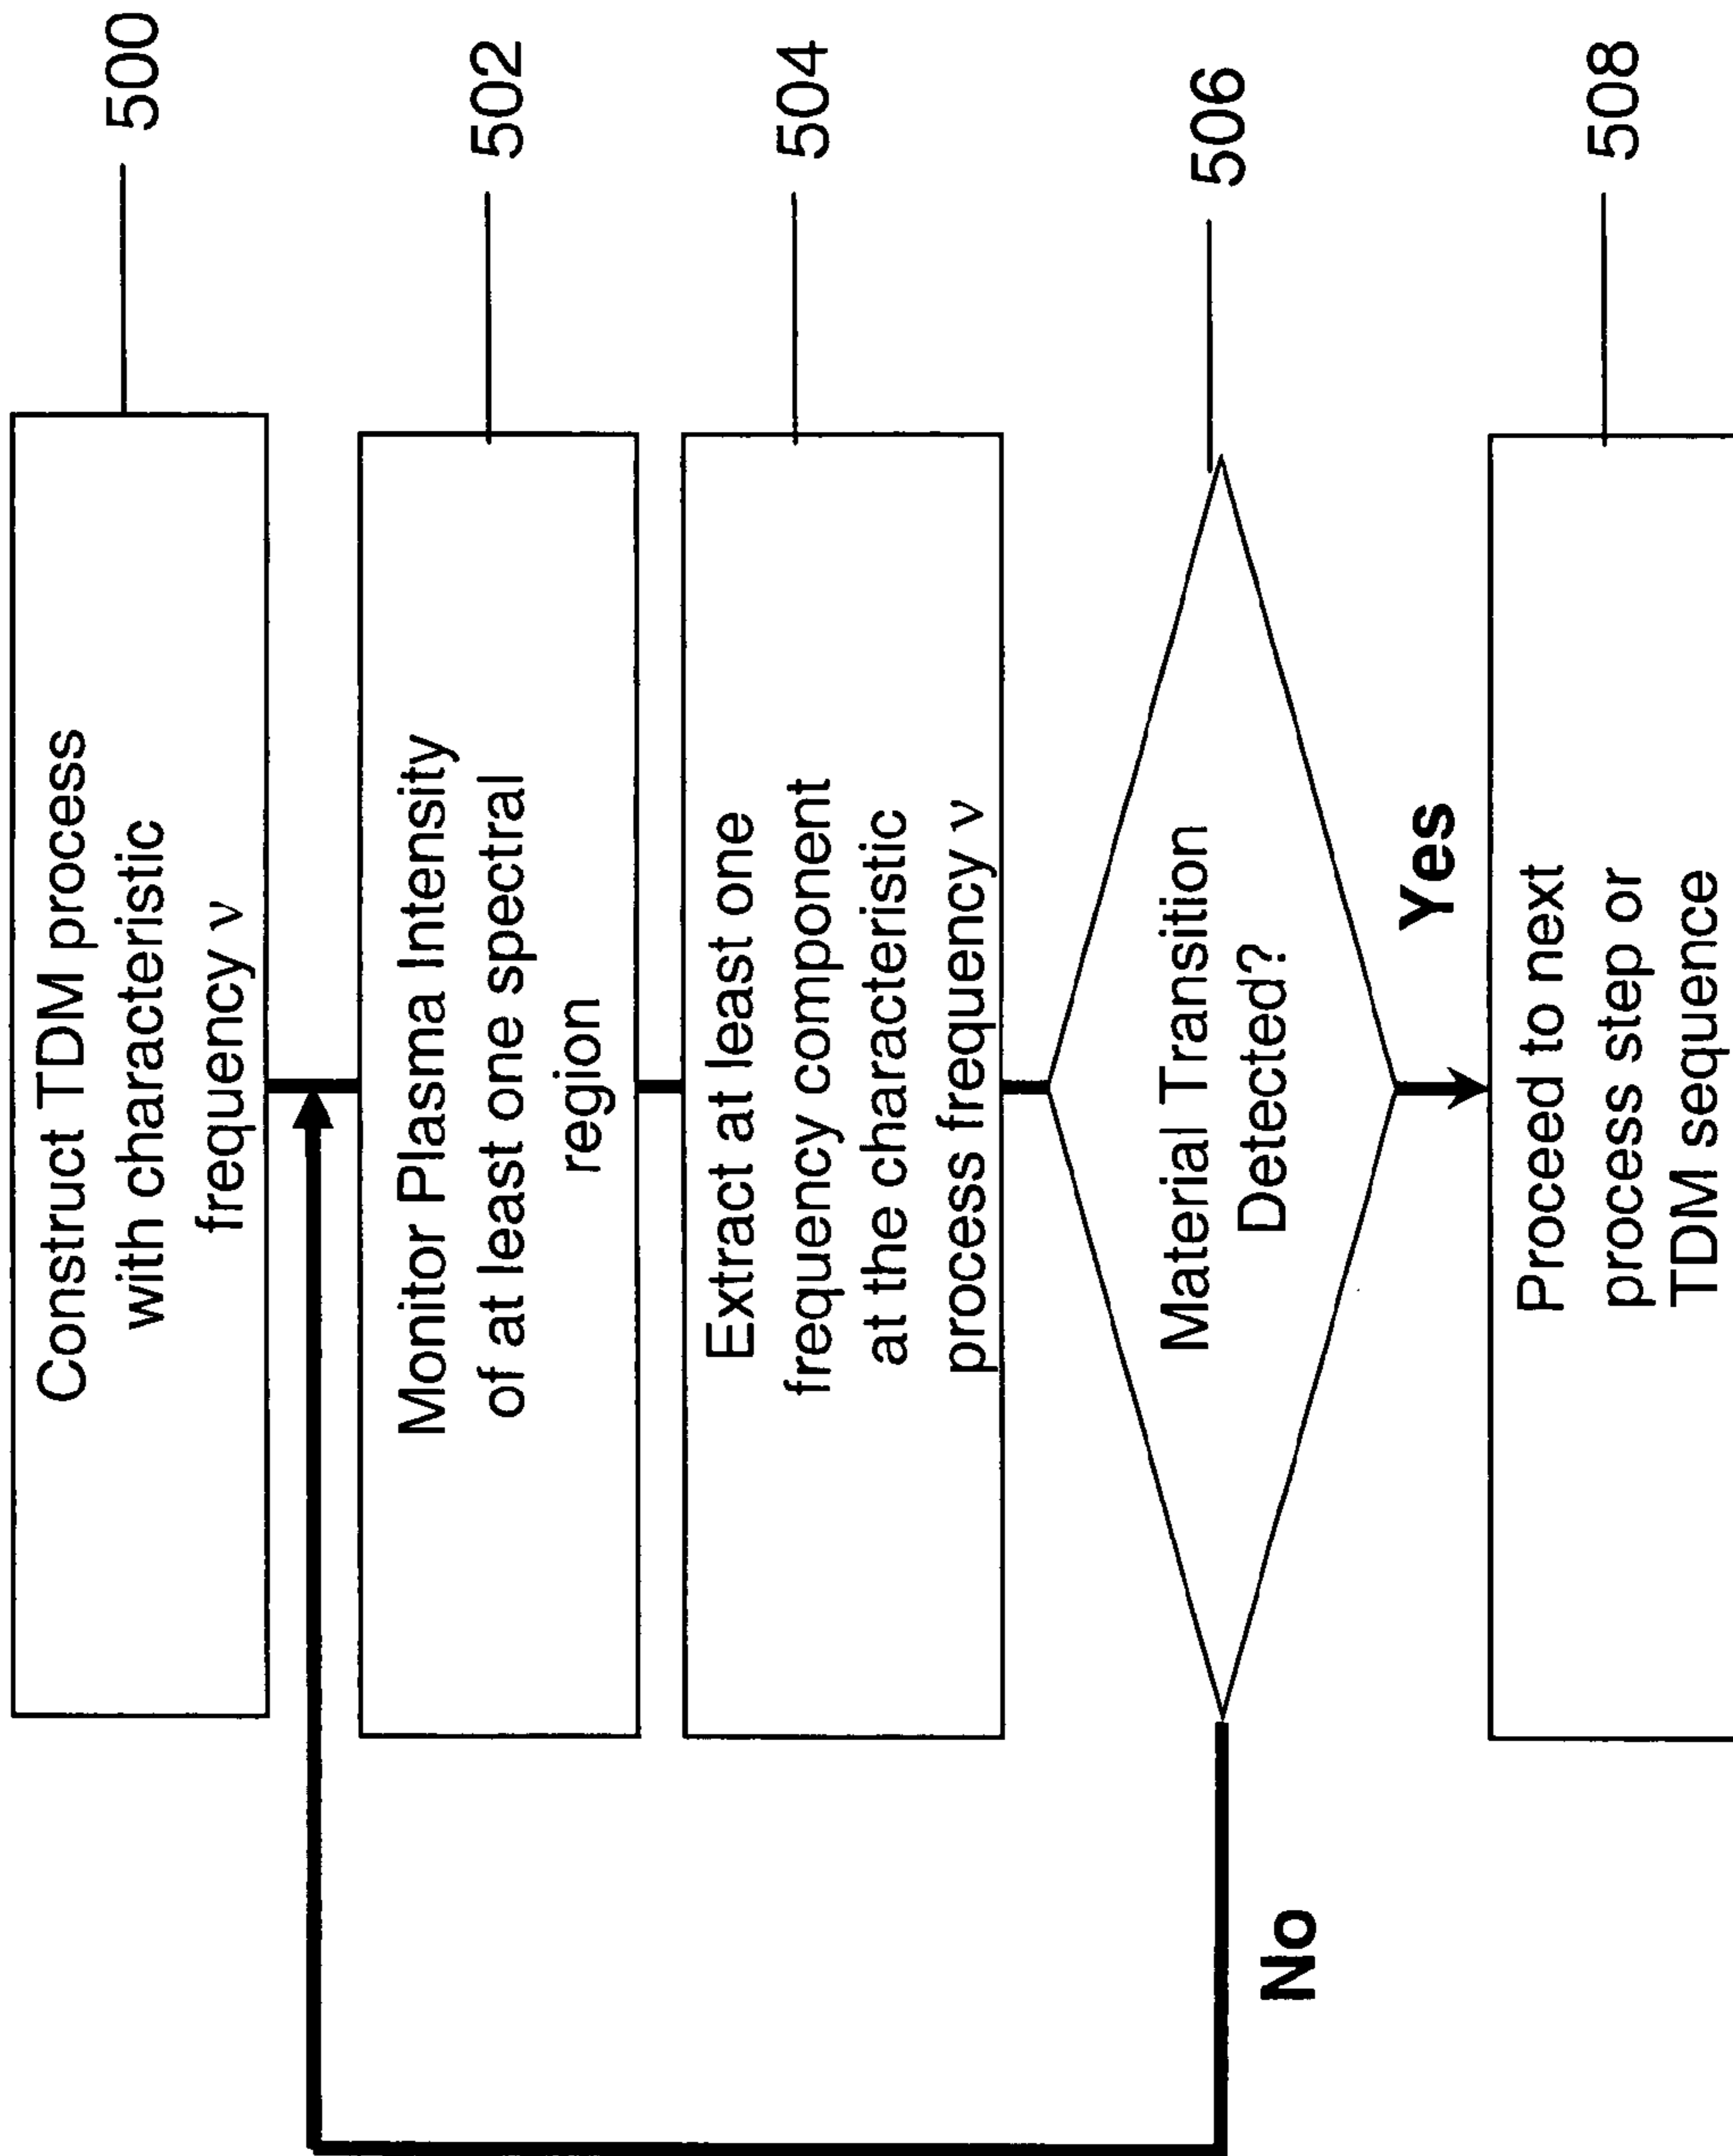 Construct TDM process
with characteristic
frequency ν
500
Monitor Plasma Intensity
of at least one spectral
region
502
Extract at least one
frequency component
at the characteristic
process frequency ν
504
Material Transition
Detected?
506
Yes
No
Proceed to next
process step or
TDM sequence
508